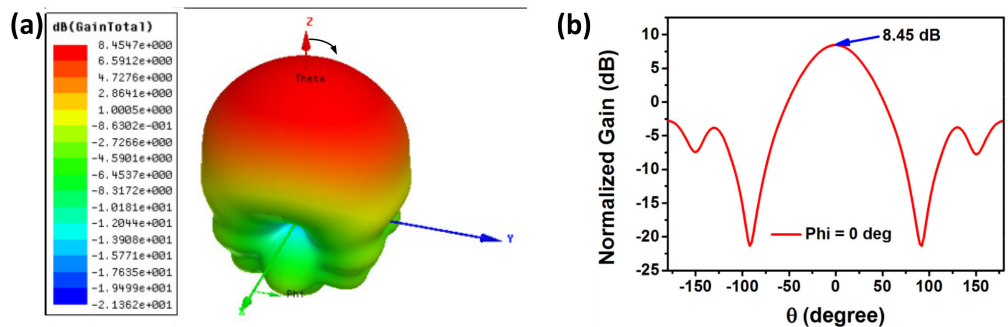 (a)
dB(GainTotal)
8.4547e+000
6.5912e+000
4.7276e+000
2.8641e+000
1.0005e+000
-8.6302e-001
-2.7266e+000
-4.5901e+000
-6.4537e+000
-8.3172e+000
-1.0181e+001
-1.2044e+001
-1.3908e+001
-1.5771e+001
-1.7635e+001
-1.9499e+001
-2.1362e+001
Z
Theta
Y
Phi
X
(b)
Normalized Gain (dB)
10
5
0
-5
-10
-15
-20
-25
8.45 dB
Phi = 0 deg
-150 -100 -50 0 50 100 150
θ (degree)